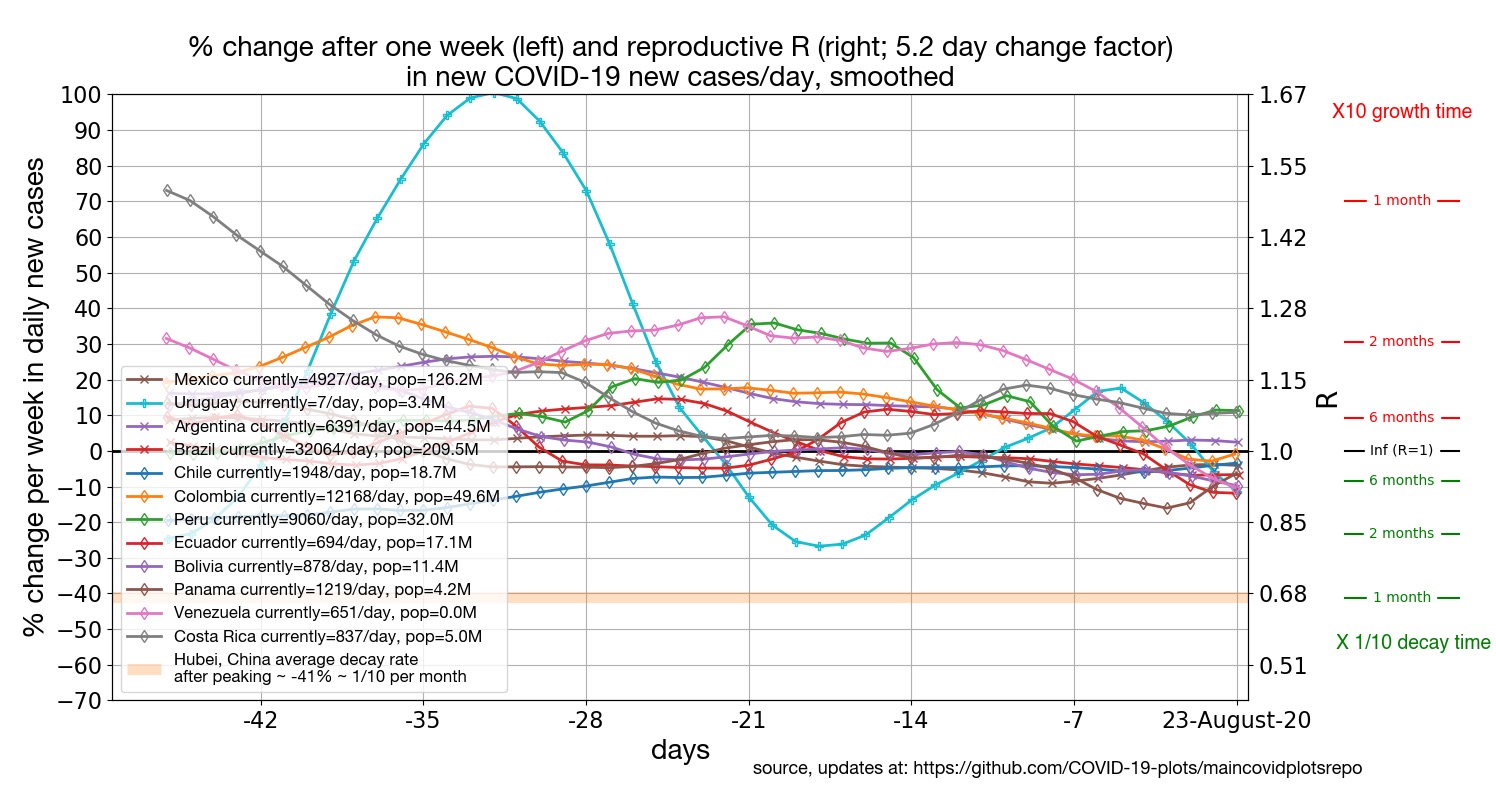 % change after one week (left) and reproductive R (right; 5.2 day change factor)
in new COVID-19 new cases/day, smoothed
% change per week in daily new cases
100
90
80
70
60
50
40
30
20
10
0
−10
−20
−30
−40
−50
−60
−70
Mexico currently=4927/day, pop=126.2M
Uruguay currently=7/day, pop=3.4M
Argentina currently=6391/day, pop=44.5M
Brazil currently=32064/day, pop=209.5M
Chile currently=1948/day, pop=18.7M
Colombia currently=12168/day, pop=49.6M
Peru currently=9060/day, pop=32.0M
Ecuador currently=694/day, pop=17.1M
Bolivia currently=878/day, pop=11.4M
Panama currently=1219/day, pop=4.2M
Venezuela currently=651/day, pop=0.0M
Costa Rica currently=837/day, pop=5.0M
Hubei, China average decay rate
after peaking ~ -41% ~ 1/10 per month
-42 -35 -28 -21 -14 -7 23-August-20
days
1.67
1.55
1.42
1.28
1.15
1.0
0.85
0.68
0.51
R
X10 growth time
1 month
2 months
6 months
Inf (R=1)
6 months
2 months
1 month
X 1/10 decay time
source, updates at: https://github.com/COVID-19-plots/maincovidplotsrepo